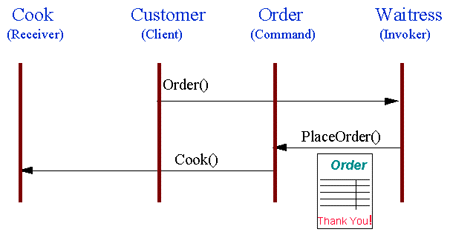 Cook Customer Order Waitress
(Receiver) (Client) (Command) (Invoker)
Order()
PlaceOrder()
Cook()
Order
Thank You!